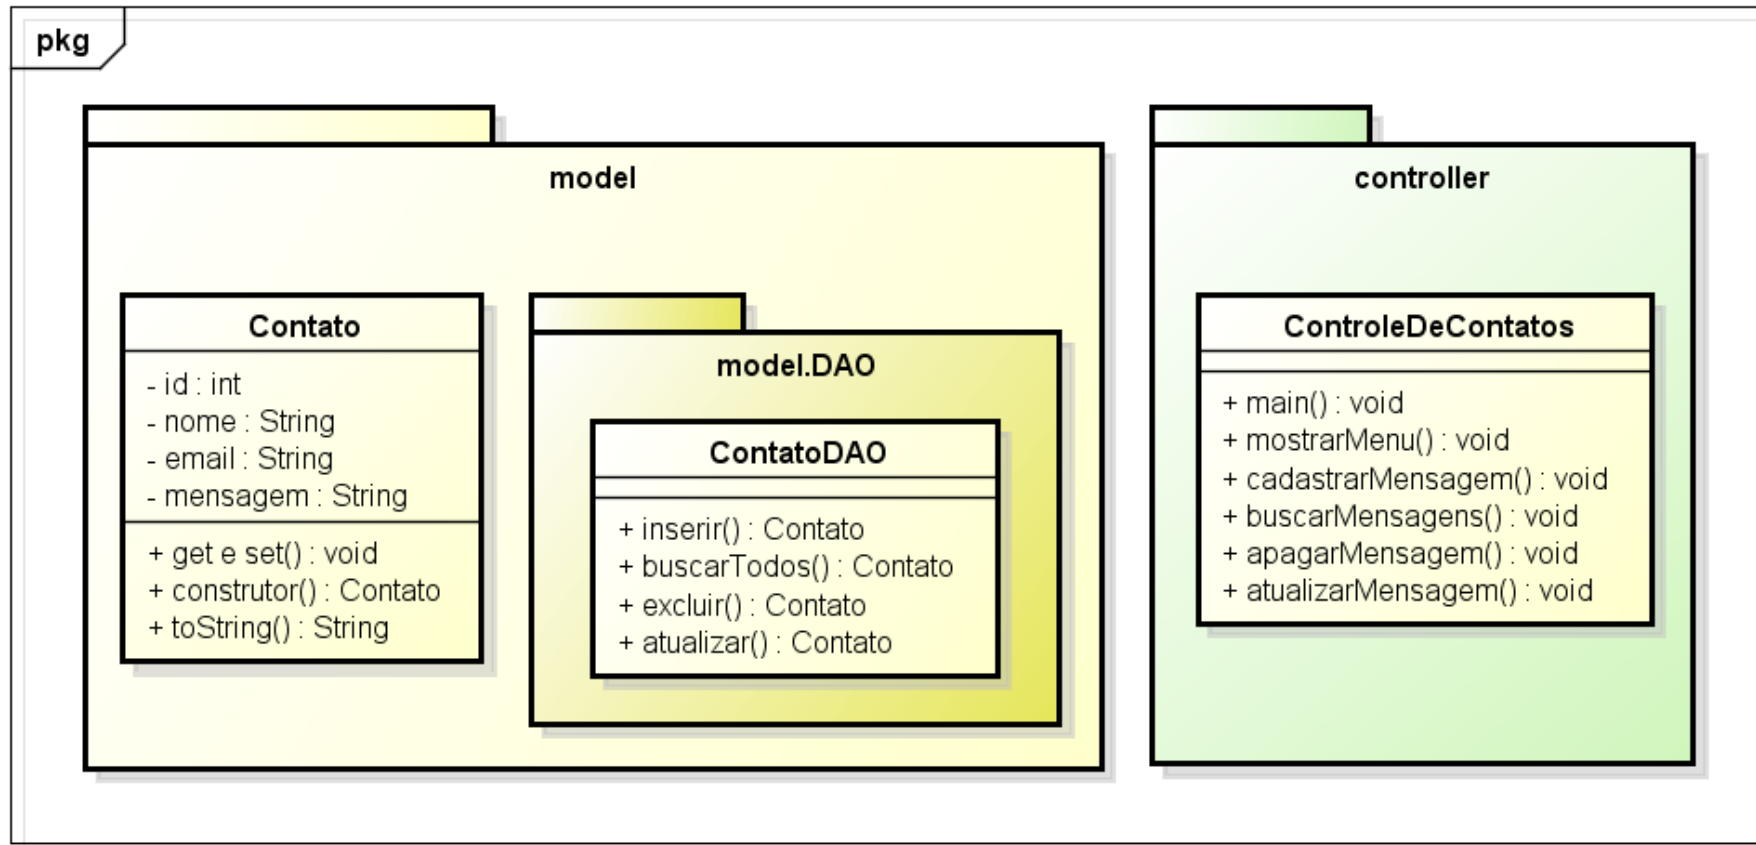 pkg
model
Contato
- id : int
- nome : String
- email : String
- mensagem : String
+ get e set() : void
+ construtor() : Contato
+ toString() : String
model.DAO
ContatoDAO
+ inserir() : Contato
+ buscarTodos() : Contato
+ excluir() : Contato
+ atualizar() : Contato
controller
ControleDeContatos
+ main() : void
+ mostrarMenu() : void
+ cadastrarMensagem() : void
+ buscarMensagens() : void
+ apagarMensagem() : void
+ atualizarMensagem() : void